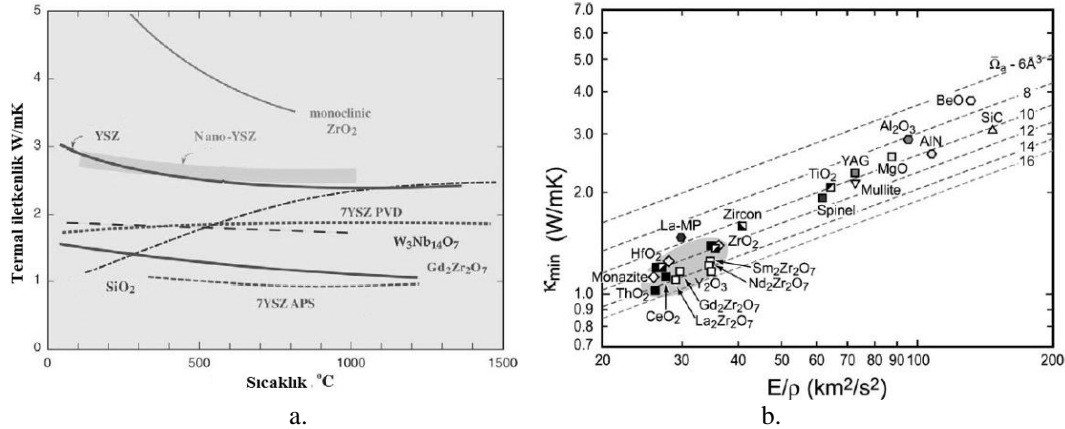 a.
Termal iletkenlik W/mK
5
4
3
2
1
0
monoclinic
ZrO2
YSZ
Nano-YSZ
7YSZ PVD
W3Nb14O7
Gd2Zr2O7
SiO2
7YSZ APS
0 500 1000 1500
Sıcaklık °C
a.
b.
κmin (W/mK)
7.0
6.0
5.0
4.0
3.0
2.0
1.0
0.9
0.8
0.7
Ω̄a - 6Å3
8
10
12
14
16
BeO
SiC
Al2O3
AlN
YAG
MgO
TiO2
Mullite
Spinel
Zircon
La-MP
HfO2
ZrO2
Monazite
Sm2Zr2O7
Nd2Zr2O7
Y2O3
ThO2
Gd2Zr2O7
CeO2
La2Zr2O7
20 30 40 50 60 70 80 90 100 200
E/ρ (km2/s2)
b.